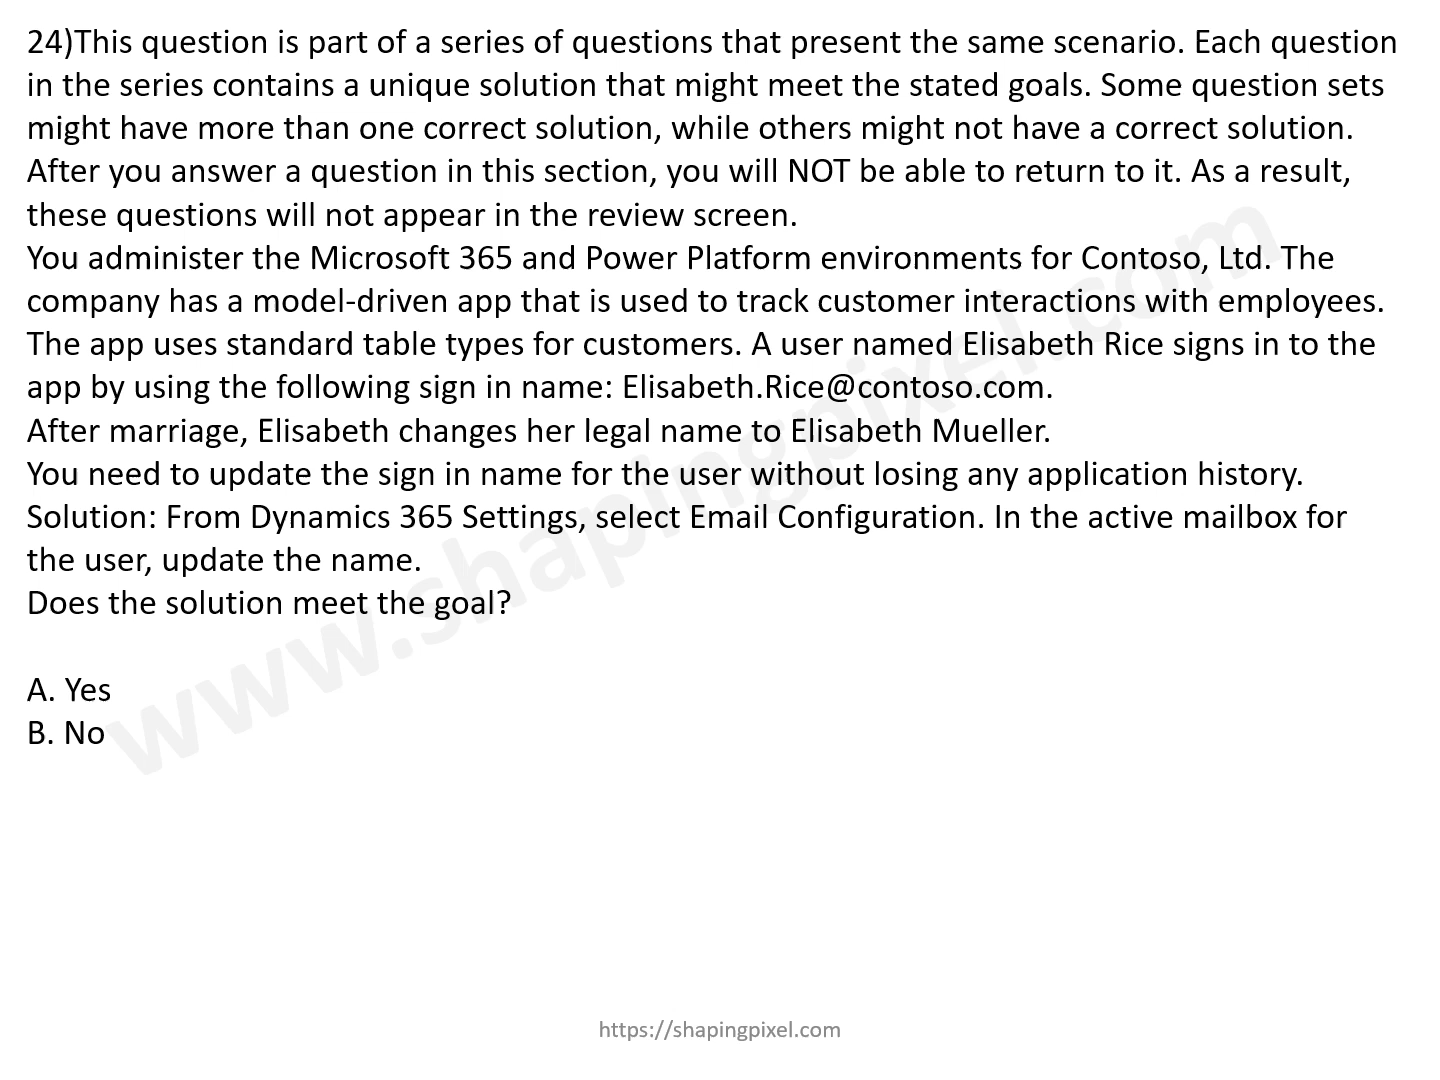 24)This question is part of a series of questions that present the same scenario. Each question
in the series contains a unique solution that might meet the stated goals. Some question sets
might have more than one correct solution, while others might not have a correct solution.
After you answer a question in this section, you will NOT be able to return to it. As a result,
these questions will not appear in the review screen.
You administer the Microsoft 365 and Power Platform environments for Contoso, Ltd. The
company has a model-driven app that is used to track customer interactions with employees.
The app uses standard table types for customers. A user named Elisabeth Rice signs in to the
app by using the following sign in name: Elisabeth.Rice@contoso.com.
After marriage, Elisabeth changes her legal name to Elisabeth Mueller.
You need to update the sign in name for the user without losing any application history.
Solution: From Dynamics 365 Settings, select Email Configuration. In the active mailbox for
the user, update the name.
Does the solution meet the goal?
A. Yes
B. No
www.shapingpixel.com
https://shapingpixel.com